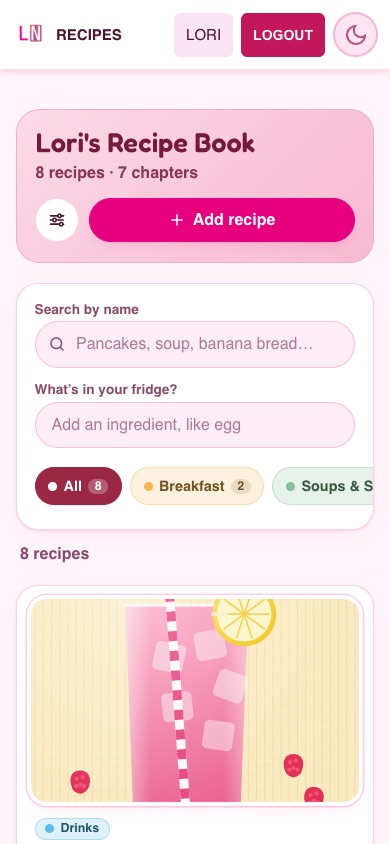 LN RECIPES LORI LOGOUT
Lori's Recipe Book
8 recipes · 7 chapters
+ Add recipe
Search by name
Pancakes, soup, banana bread...
What's in your fridge?
Add an ingredient, like egg
All 8 Breakfast 2 Soups & S
8 recipes
Drinks